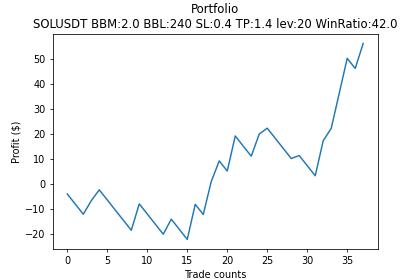 Portfolio
SOLUSDT BBM:2.0 BBL:240 SL:0.4 TP:1.4 lev:20 WinRatio:42.0
Profit ($)
50
40
30
20
10
0
−10
−20
0 5 10 15 20 25 30 35
Trade counts